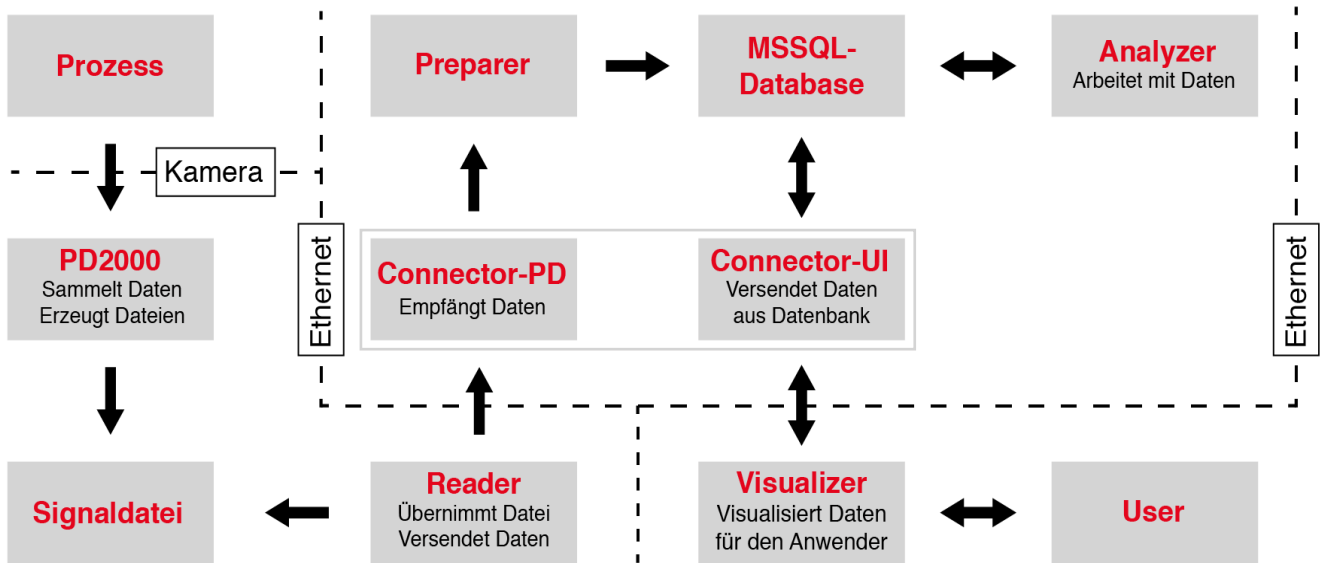 Prozess
Preparer
MSSQL-
Database
Analyzer
Arbeitet mit Daten
Kamera
PD2000
Sammelt Daten
Erzeugt Dateien
Ethernet
Connector-PD
Empfängt Daten
Connector-UI
Versendet Daten
aus Datenbank
Ethernet
Signaldatei
Reader
Übernimmt Datei
Versendet Daten
Visualizer
Visualisiert Daten
für den Anwender
User